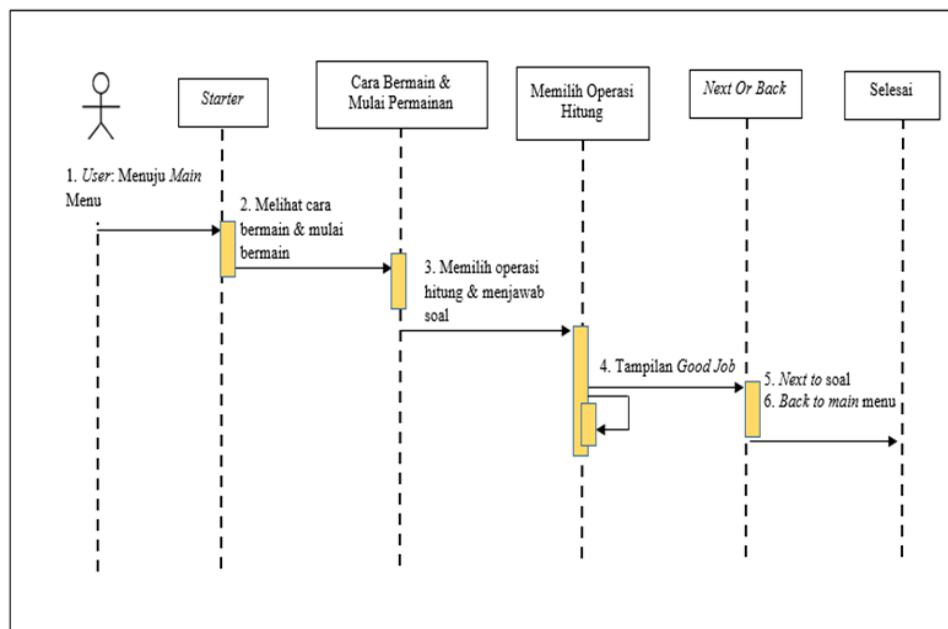 Starter
Cara Bermain &
Mulai Permainan
Memilih Operasi
Hitung
Next Or Back
Selesai
1. User: Menuju Main
Menu
2. Melihat cara
bermain & mulai
bermain
3. Memilih operasi
hitung & menjawab
soal
4. Tampilan Good Job
5. Next to soal
6. Back to main menu